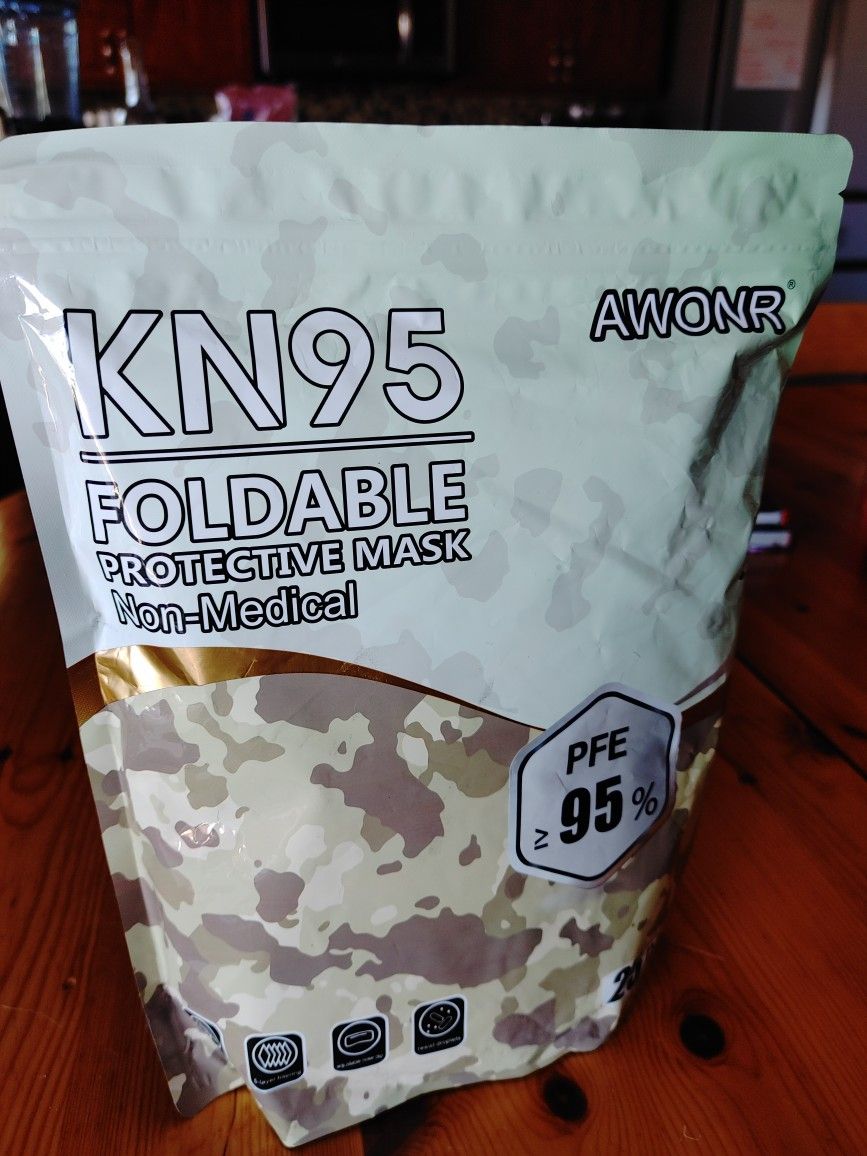 KN95
AWONR®
FOLDABLE
PROTECTIVE MASK
Non-Medical
PFE
≥ 95%